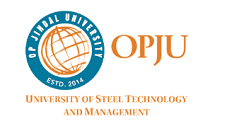 OP JINDAL UNIVERSITY
ESTD. 2014
OPJU
UNIVERSITY OF STEEL TECHNOLOGY
AND MANAGEMENT